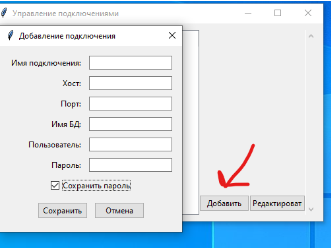 Управление подключениями
Добавление подключения
Имя подключения:
Хост:
Порт:
Имя БД:
Пользователь:
Пароль:
Сохранить пароль
Сохранить
Отмена
Добавить
Редактироват